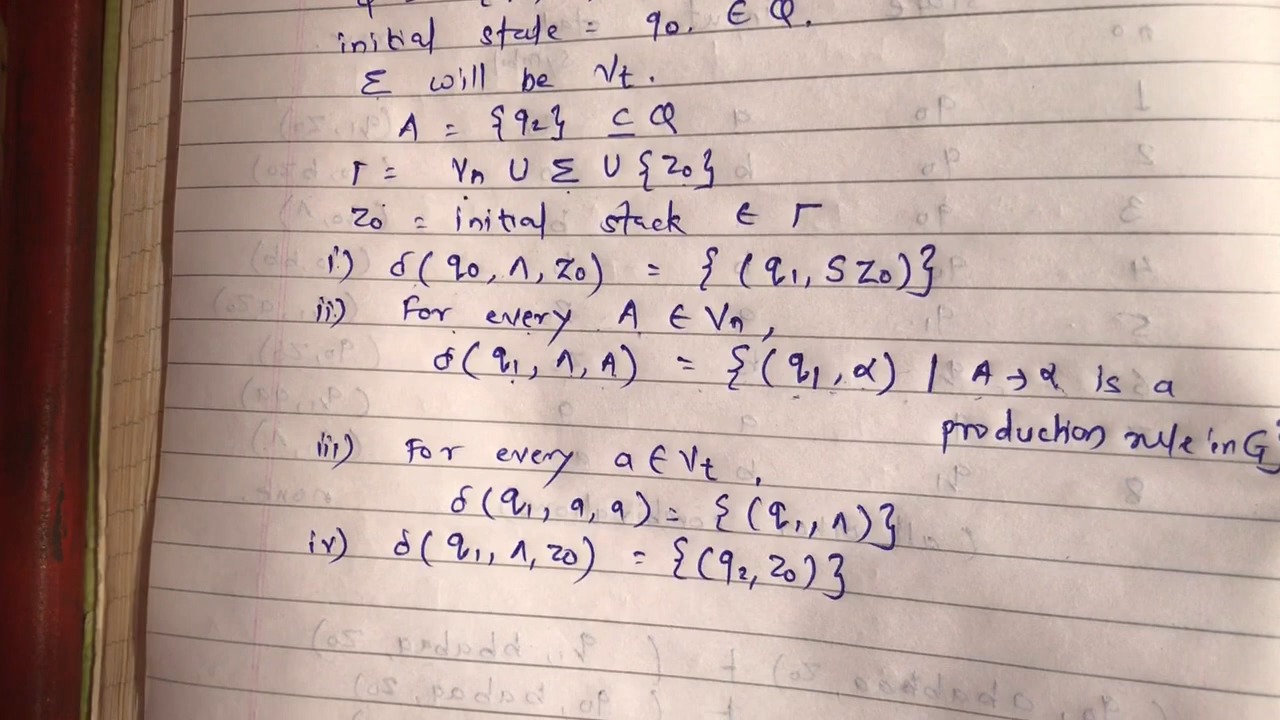 initial state = q0. ∈ Q.
Σ will be Vt.
A = {q2} ⊆ Q
Γ = Vn ∪ Σ ∪ {z0}
z0 = initial stack ∈ Γ
i) δ(q0, Λ, z0) = {(q1, S z0)}
ii) For every A ∈ Vn,
δ(q1, Λ, A) = {(q1, α) | A → α is a
production rule in G}
iii) For every a ∈ Vt,
δ(q1, a, a) = {(q1, Λ)}
iv) δ(q1, Λ, z0) = {(q2, z0)}